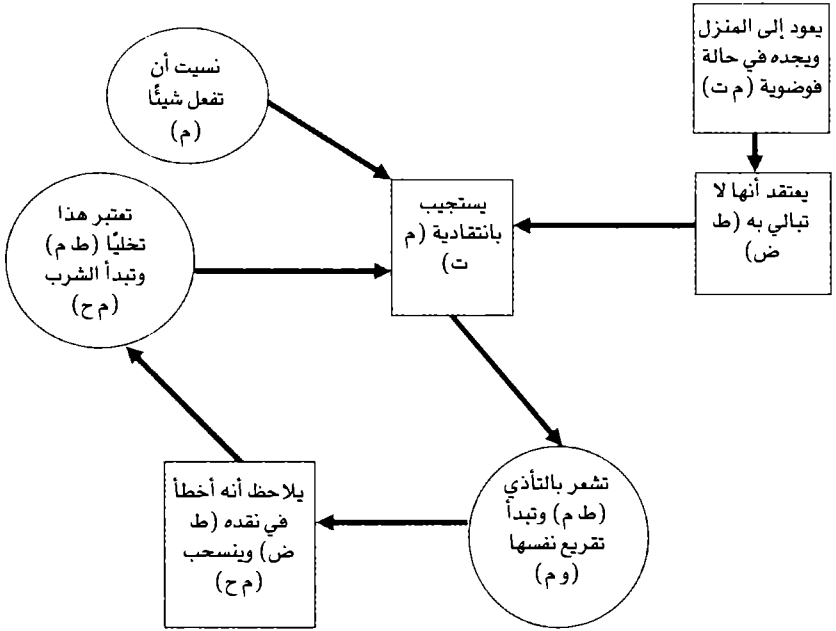 يعود إلى المنزل
ويجده في حالة
فوضوية (م ت)
نسيت أن
تفعل شيئًا
(م)
يعتقد أنها لا
تبالي به (ط
ض)
يستجيب
بانتقادية (م
ت)
تعتبر هذا
تخليًا (ط م)
وتبدأ الشرب
(م ح)
تشعر بالتأذي
(ط م) وتبدأ
تقريع نفسها
(و م)
يلاحظ أنه أخطأ
في نقده (ط
ض) وينسحب
(م ح)